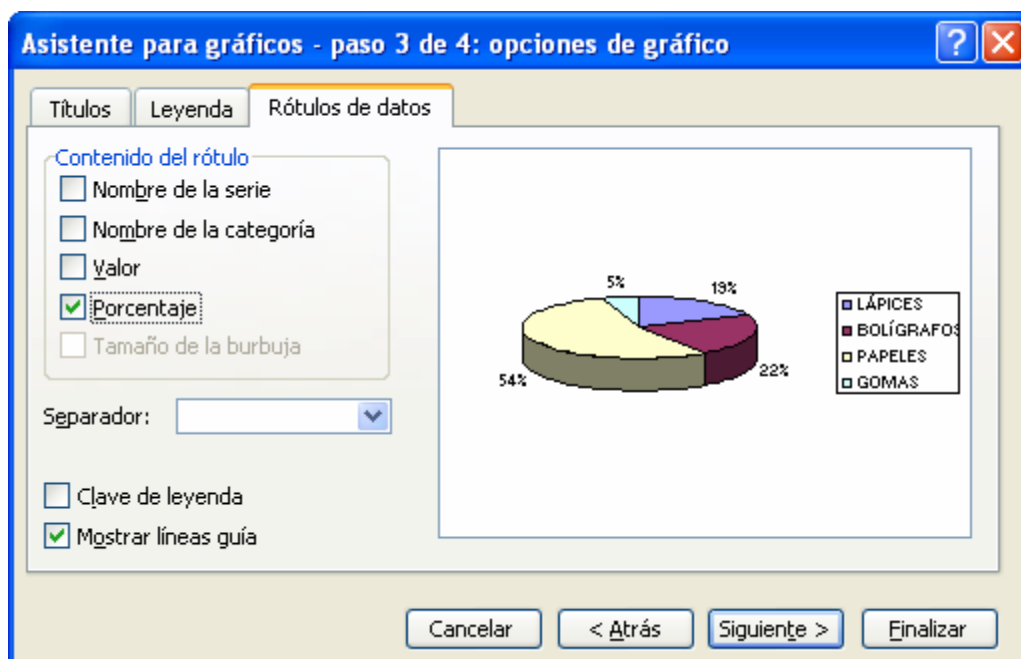 Asistente para gráficos - paso 3 de 4: opciones de gráfico
Títulos
Leyenda
Rótulos de datos
Contenido del rótulo
Nombre de la serie
Nombre de la categoría
Valor
Porcentaje
Tamaño de la burbuja
Separador:
Clave de leyenda
Mostrar líneas guía
5%
19%
54%
22%
LÁPICES
BOLÍGRAFOS
PAPELES
GOMAS
Cancelar
< Atrás
Siguiente >
Finalizar